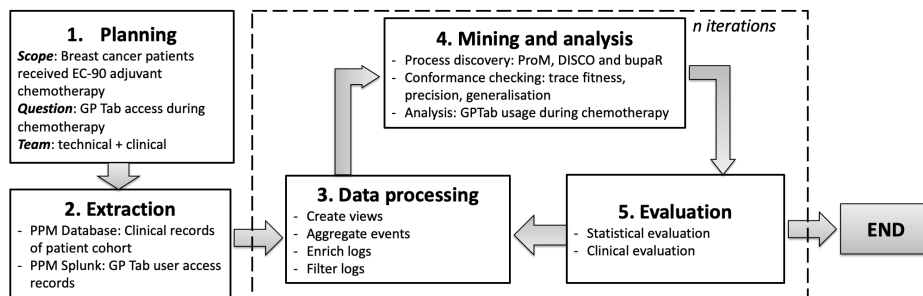 1. Planning
Scope: Breast cancer patients
received EC-90 adjuvant
chemotherapy
Question: GP Tab access during
chemotherapy
Team: technical + clinical
2. Extraction
- PPM Database: Clinical records
of patient cohort
- PPM Splunk: GP Tab user access
records
n iterations
4. Mining and analysis
- Process discovery: ProM, DISCO and bupaR
- Conformance checking: trace fitness,
precision, generalisation
- Analysis: GPTab usage during chemotherapy
3. Data processing
- Create views
- Aggregate events
- Enrich logs
- Filter logs
5. Evaluation
- Statistical evaluation
- Clinical evaluation
END